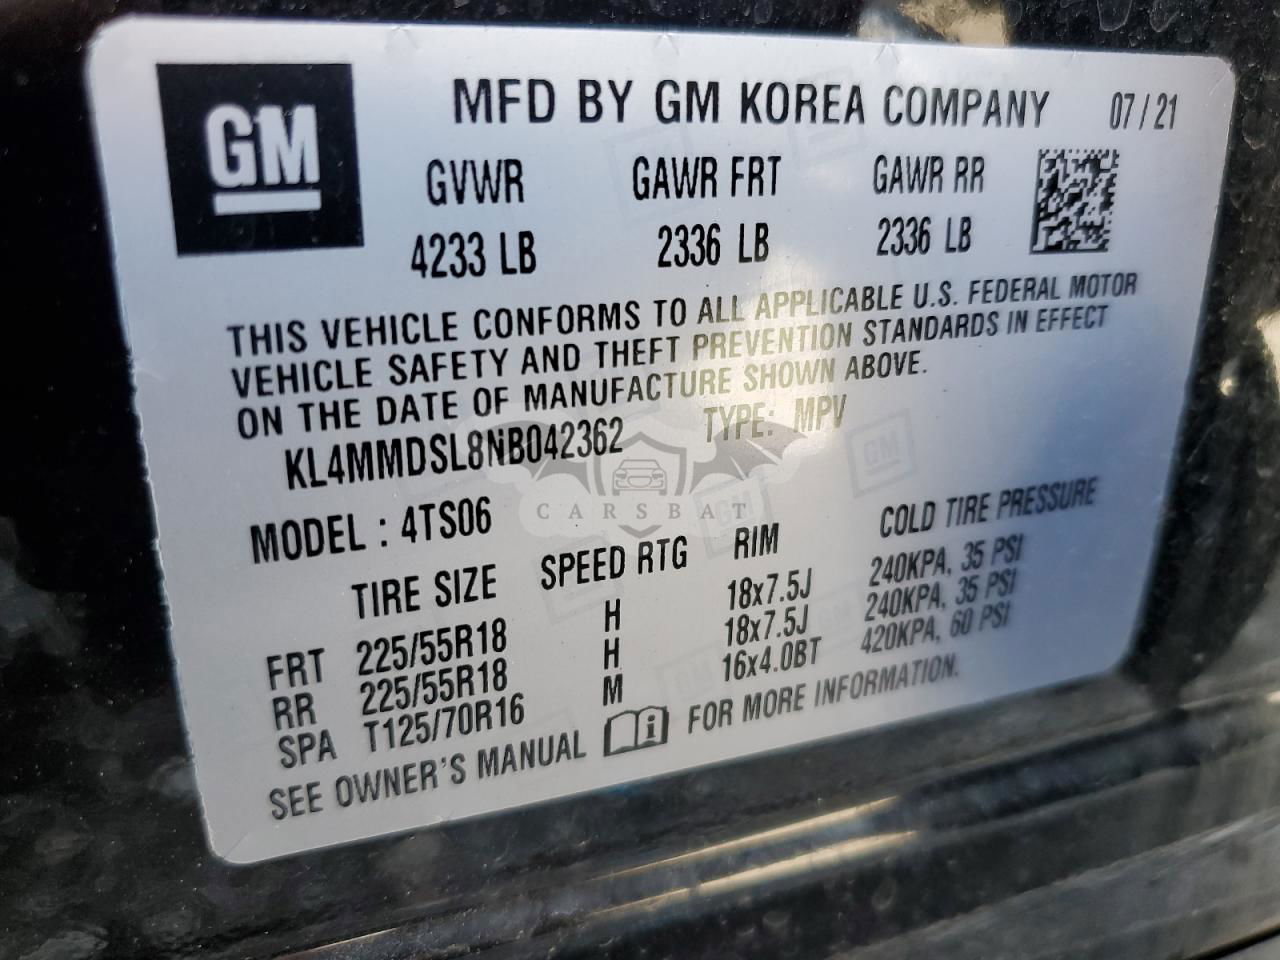 GM
MFD BY GM KOREA COMPANY 07/21
GVWR GAWR FRT GAWR RR
4233 LB 2336 LB 2336 LB
THIS VEHICLE CONFORMS TO ALL APPLICABLE U.S. FEDERAL MOTOR
VEHICLE SAFETY AND THEFT PREVENTION STANDARDS IN EFFECT
ON THE DATE OF MANUFACTURE SHOWN ABOVE.
KL4MMDSL8NB042362 TYPE: MPV
CARSBAT
MODEL : 4TS06
TIRE SIZE SPEED RTG RIM COLD TIRE PRESSURE
FRT 225/55R18 H 18x7.5J 240KPA, 35 PSI
RR 225/55R18 H 18x7.5J 240KPA, 35 PSI
SPA T125/70R16 M 16x4.0BT 420KPA, 60 PSI
SEE OWNER'S MANUAL i FOR MORE INFORMATION.